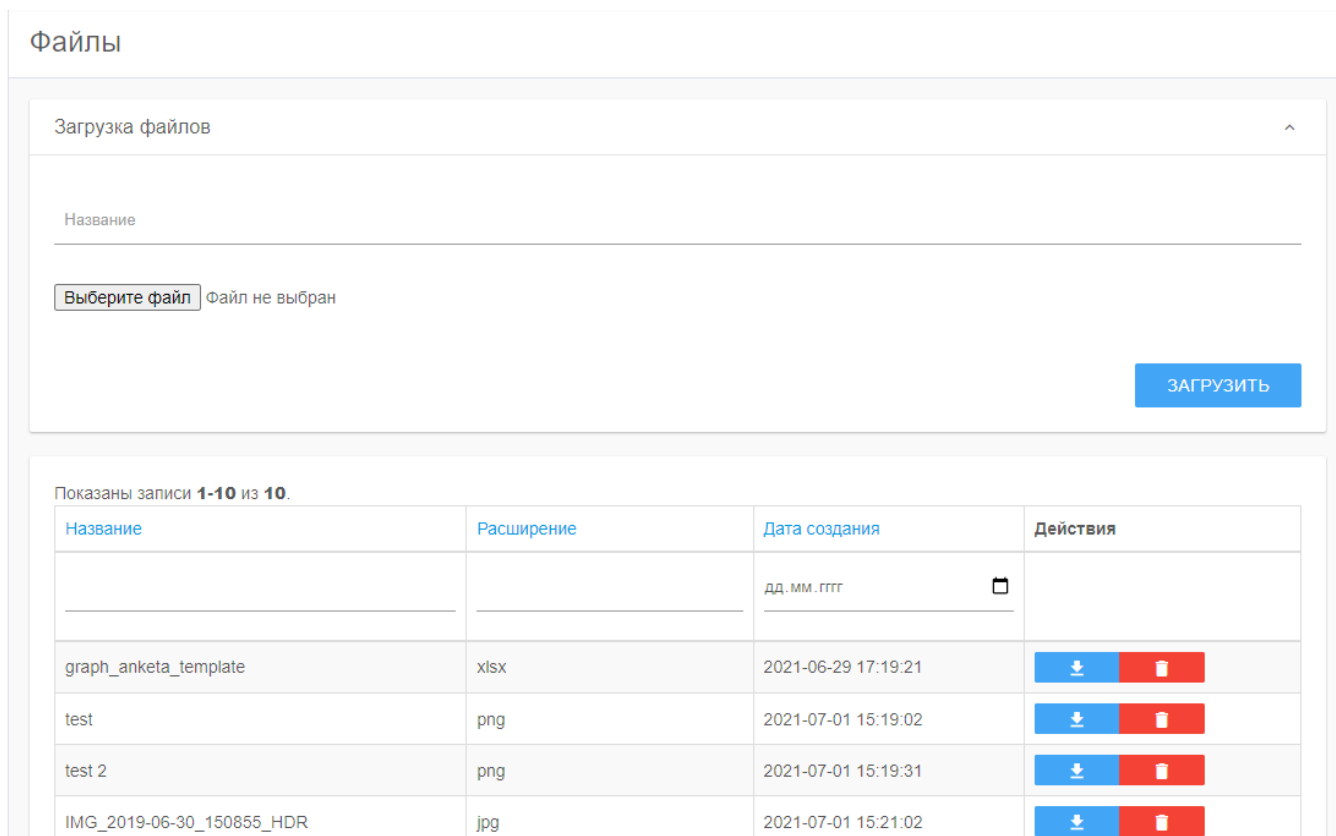 Файлы
Загрузка файлов
Название
Выберите файл Файл не выбран
ЗАГРУЗИТЬ
Показаны записи 1-10 из 10.
Название Расширение Дата создания Действия
дд.мм.гггг
graph_anketa_template xlsx 2021-06-29 17:19:21
test png 2021-07-01 15:19:02
test 2 png 2021-07-01 15:19:31
IMG_2019-06-30_150855_HDR jpg 2021-07-01 15:21:02